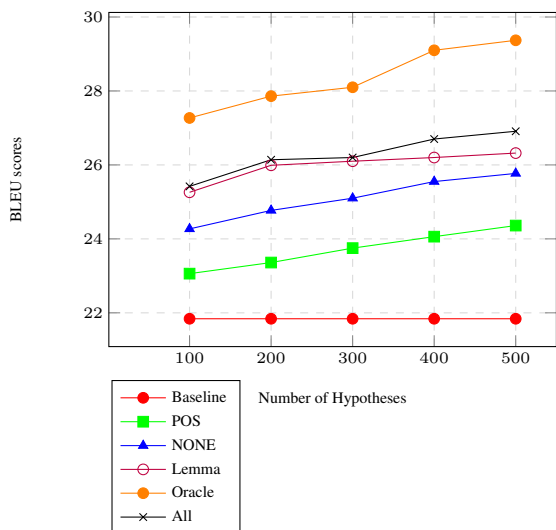 30
28
26
24
22
BLEU scores
100 200 300 400 500
Number of Hypotheses
Baseline
POS
NONE
Lemma
Oracle
All